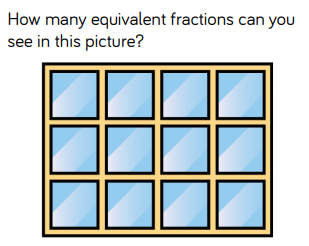 How many equivalent fractions can you
see in this picture?